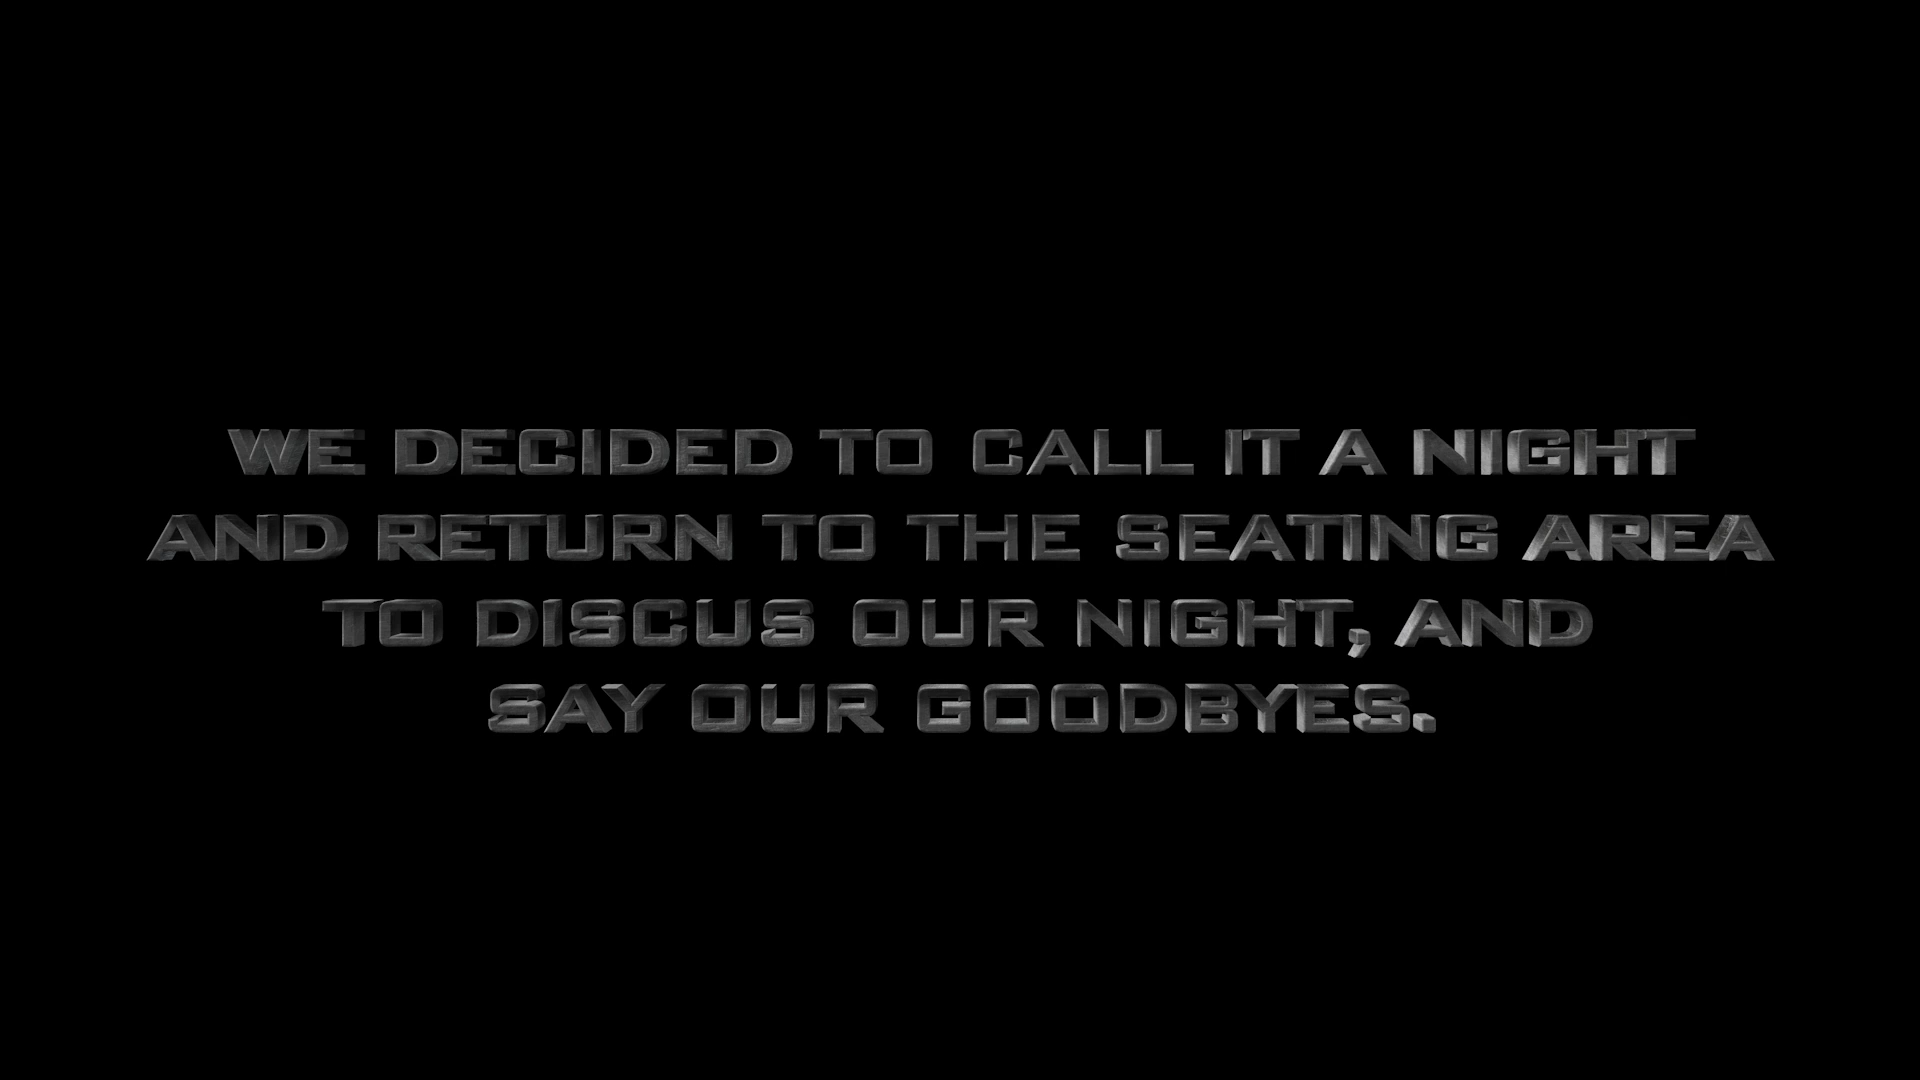 WE DECIDED TO CALL IT A NIGHT
AND RETURN TO THE SEATING AREA
TO DISCUS OUR NIGHT, AND
SAY OUR GOODBYES.